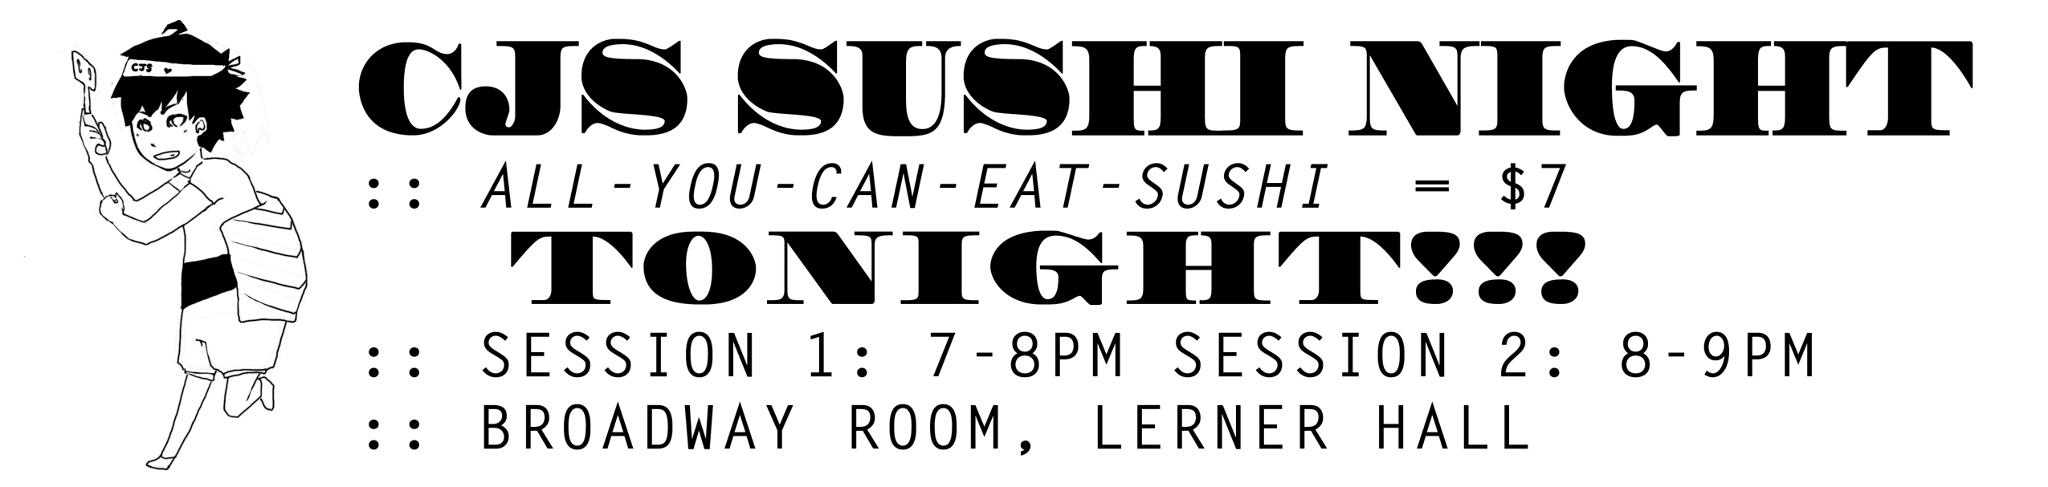 CJS ♥
CJS SUSHI NIGHT
:: ALL-YOU-CAN-EAT-SUSHI = $7
TONIGHT!!!
:: SESSION 1: 7-8PM SESSION 2: 8-9PM
:: BROADWAY ROOM, LERNER HALL